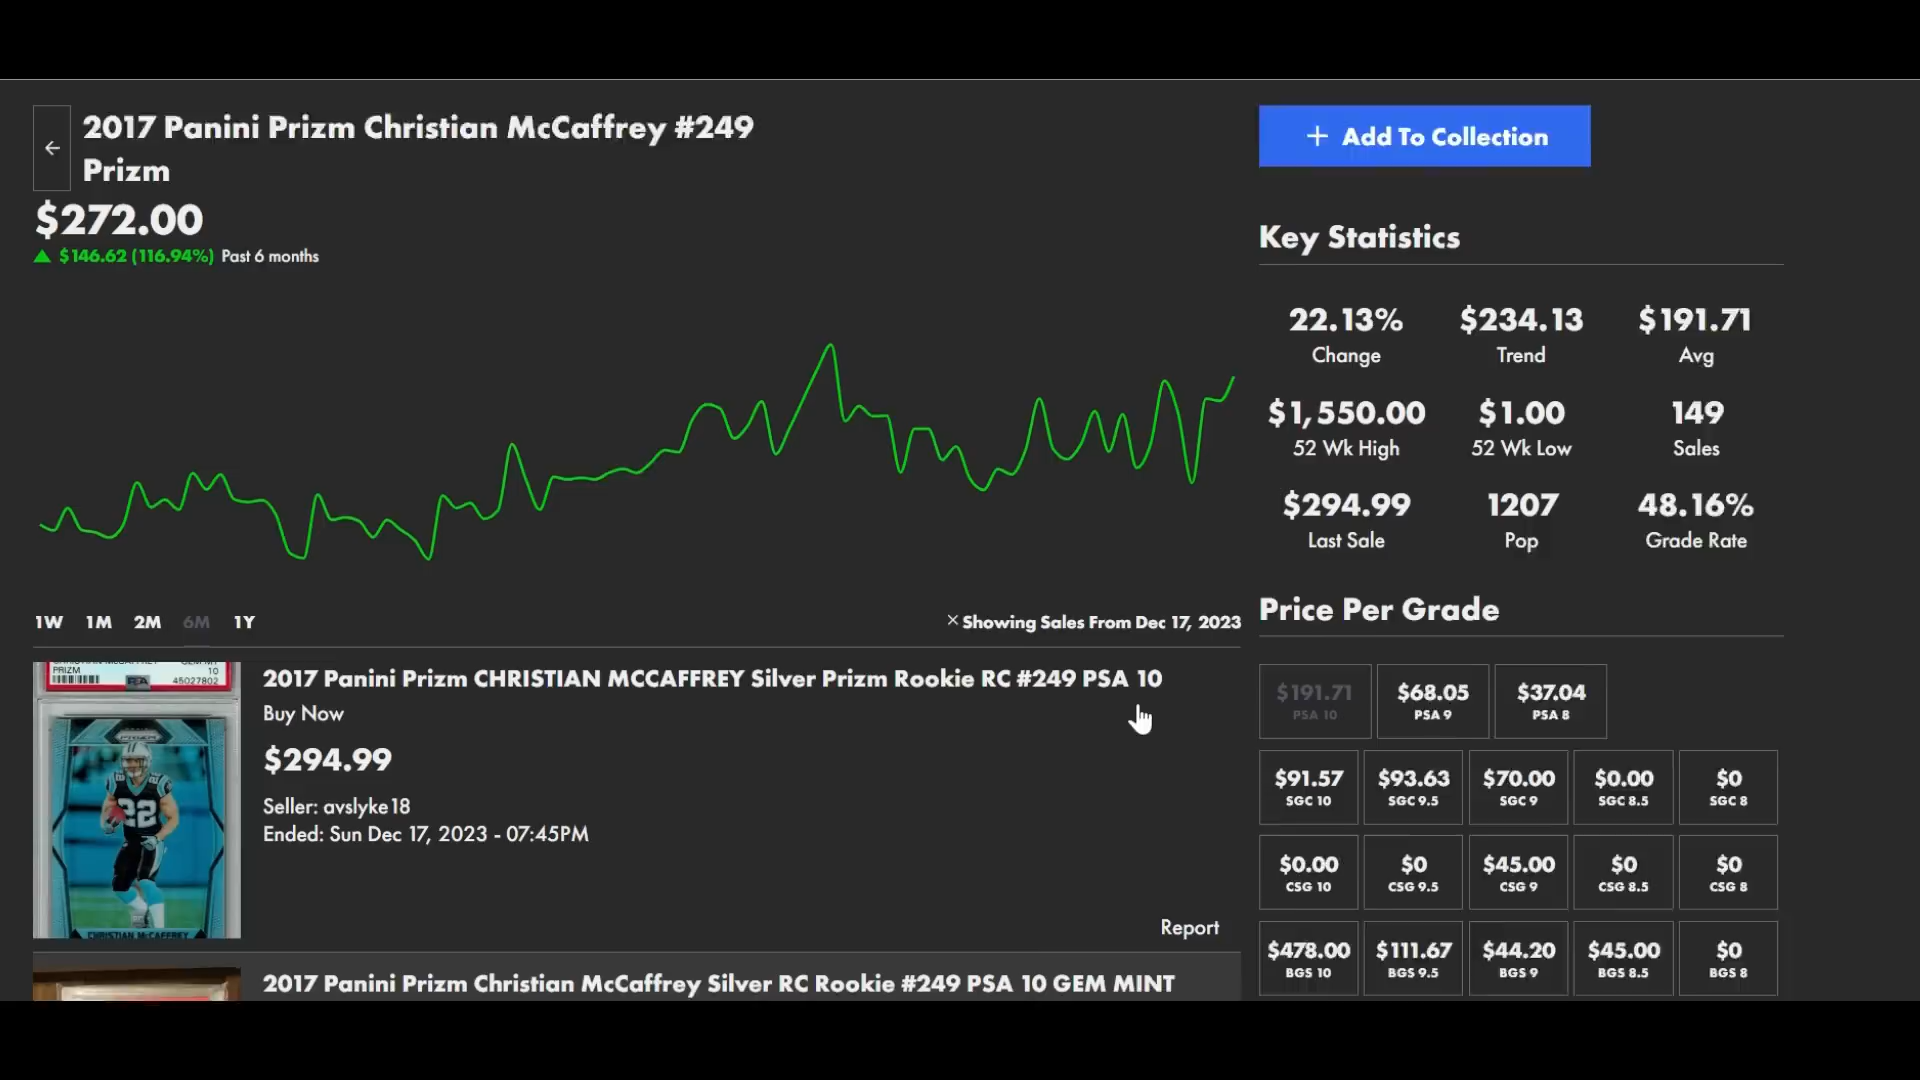 2017 Panini Prizm Christian McCaffrey #249
Prizm
$272.00
$146.62 (116.94%) Past 6 months
1W 1M 2M 6M 1Y
Showing Sales From Dec 17, 2023
PRIZM
10
PSA
45027802
22
CHRISTIAN McCAFFREY
2017 Panini Prizm CHRISTIAN MCCAFFREY Silver Prizm Rookie RC #249 PSA 10
Buy Now
$294.99
Seller: avslyke18
Ended: Sun Dec 17, 2023 - 07:45PM
Report
2017 Panini Prizm Christian McCaffrey Silver RC Rookie #249 PSA 10 GEM MINT
+ Add To Collection
Key Statistics
22.13% $234.13 $191.71
Change Trend Avg
$1,550.00 $1.00 149
52 Wk High 52 Wk Low Sales
$294.99 1207 48.16%
Last Sale Pop Grade Rate
Price Per Grade
$191.71 $68.05 $37.04
PSA 10 PSA 9 PSA 8
$91.57 $93.63 $70.00 $0.00 $0
SGC 10 SGC 9.5 SGC 9 SGC 8.5 SGC 8
$0.00 $0 $45.00 $0 $0
CSG 10 CSG 9.5 CSG 9 CSG 8.5 CSG 8
$478.00 $111.67 $44.20 $45.00 $0
BGS 10 BGS 9.5 BGS 9 BGS 8.5 BGS 8